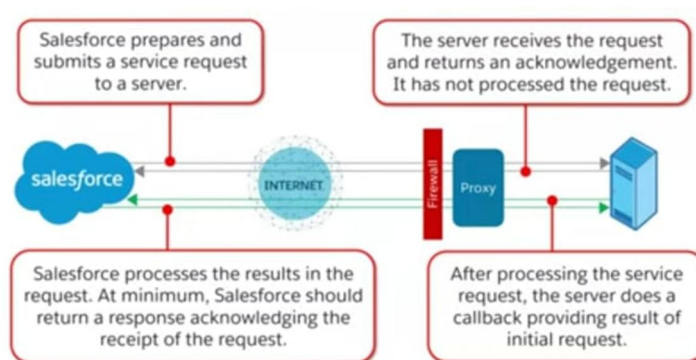 Salesforce prepares and
submits a service request
to a server.
The server receives the request
and returns an acknowledgement.
It has not processed the request.
salesforce
INTERNET
Firewall
Proxy
Salesforce processes the results in the
request. At minimum, Salesforce should
return a response acknowledging the
receipt of the request.
After processing the service
request, the server does a
callback providing result of
initial request.